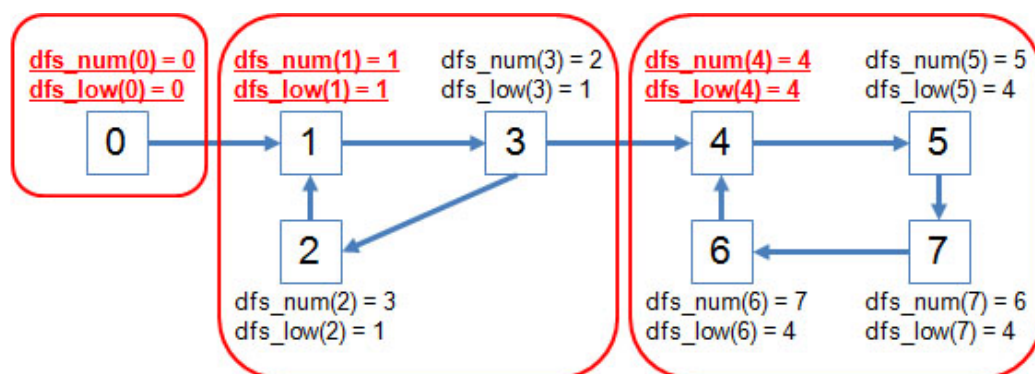 dfs_num(0) = 0
dfs_low(0) = 0
0
dfs_num(1) = 1
dfs_low(1) = 1
1
dfs_num(3) = 2
dfs_low(3) = 1
3
2
dfs_num(2) = 3
dfs_low(2) = 1
dfs_num(4) = 4
dfs_low(4) = 4
4
dfs_num(5) = 5
dfs_low(5) = 4
5
6
dfs_num(6) = 7
dfs_low(6) = 4
7
dfs_num(7) = 6
dfs_low(7) = 4